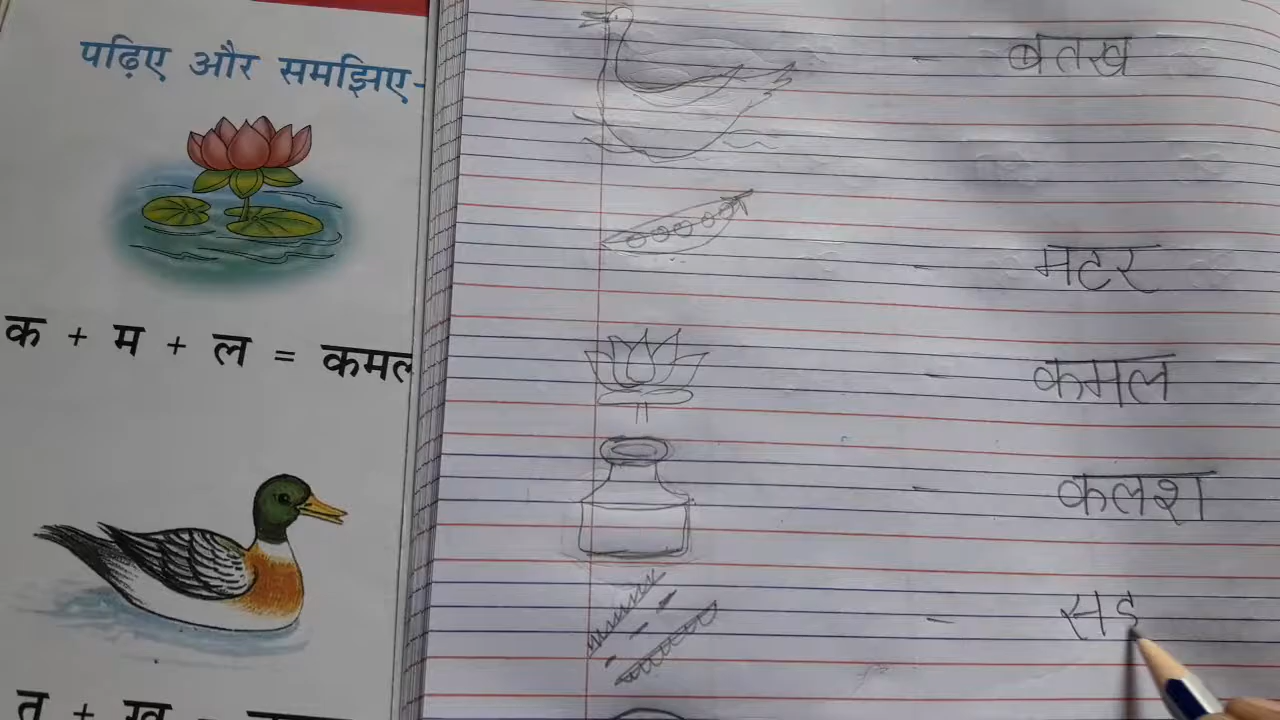 पढ़िए और समझिए-
क + म + ल = कमल
त + ख
बतख
मटर
कमल
कलश
सड